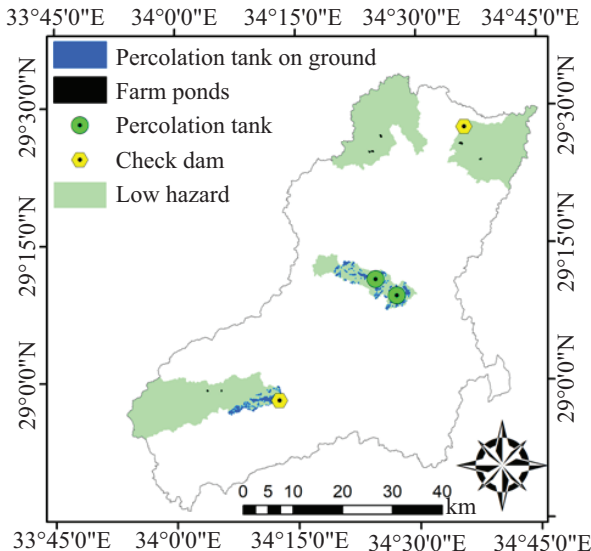 33°45'0"E 34°0'0"E 34°15'0"E 34°30'0"E 34°45'0"E
Percolation tank on ground
Farm ponds
Percolation tank
Check dam
Low hazard
29°30'0"N
29°15'0"N
29°0'0"N
29°30'0"N
29°15'0"N
29°0'0"N
0 5 10 20 30 40
km
33°45'0"E 34°0'0"E 34°15'0"E 34°30'0"E 34°45'0"E